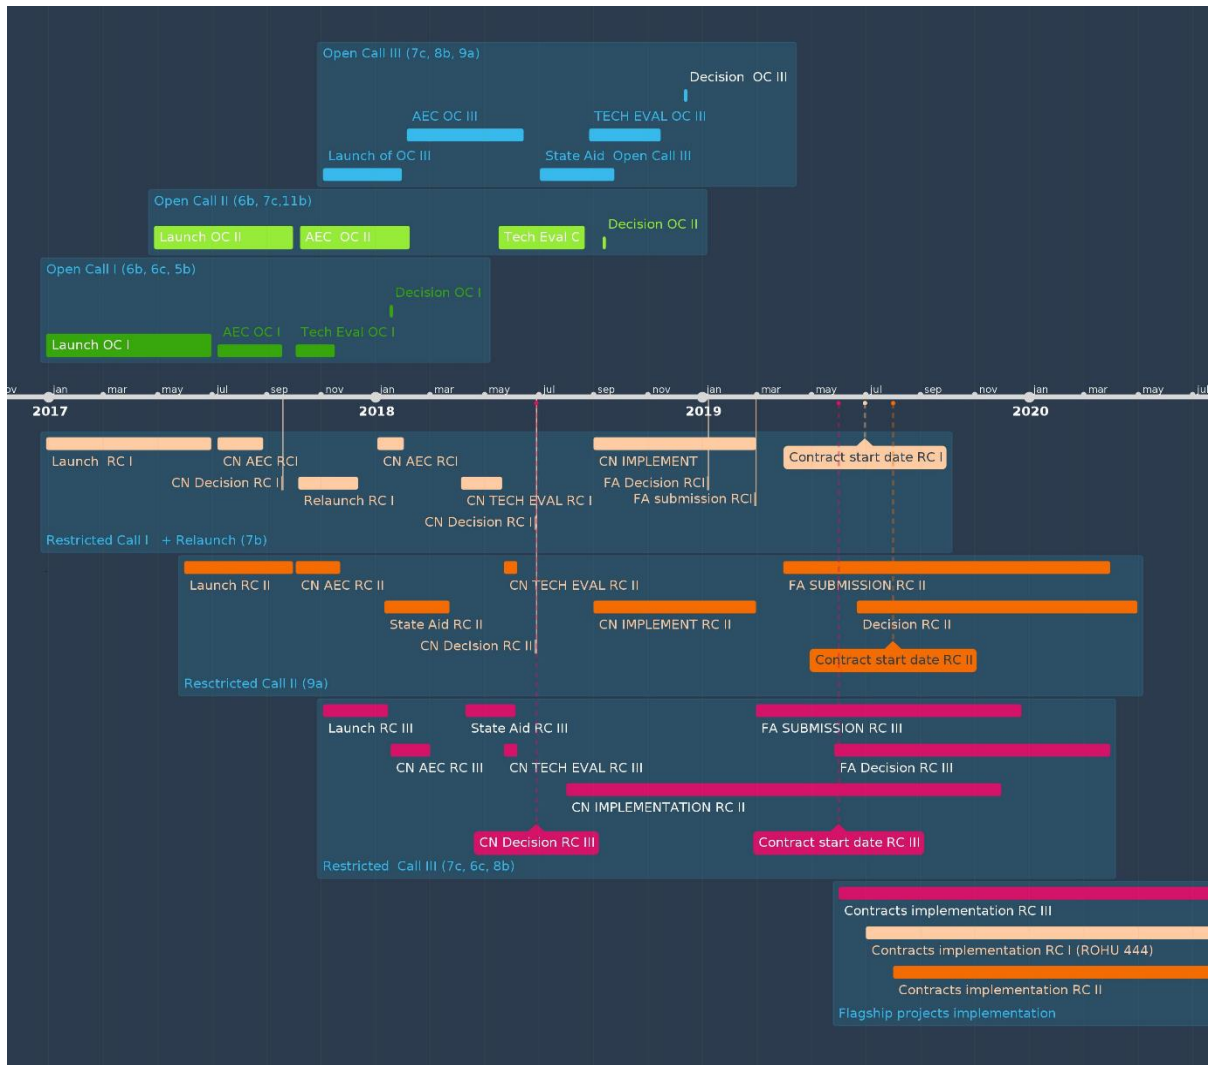 Open Call III (7c, 8b, 9a)
Decision  OC III
AEC OC III
TECH EVAL OC III
Launch of OC III
State Aid  Open Call III
Open Call II (6b, 7c,11b)
Decision OC II
Launch OC II
AEC  OC II
Tech Eval C
Open Call I (6b, 6c, 5b)
Decision OC I
AEC OC I
Tech Eval OC I
Launch OC I
ov jan mar may jul sep nov jan mar may jul sep nov jan mar may jul sep nov jan mar may jul
2017 2018 2019 2020
Launch  RC I
CN AEC RCI
CN AEC RCI
CN IMPLEMENT
Contract start date RC I
CN Decision RC I
Relaunch RC I
CN TECH EVAL RC I
FA Decision RCI
FA submission RCI
CN Decision RC I
Restricted Call I   + Relaunch (7b)
Launch RC II
CN AEC RC II
CN TECH EVAL RC II
FA SUBMISSION RC II
State Aid RC II
CN IMPLEMENT RC II
Decision RC II
CN DecIsion RC II
Contract start date RC II
Resctricted Call II (9a)
Launch RC III
State Aid RC III
FA SUBMISSION RC III
CN AEC RC III
CN TECH EVAL RC III
FA Decision RC III
CN IMPLEMENTATION RC II
CN Decision RC III
Contract start date RC III
Restricted  Call III (7c, 6c, 8b)
Contracts implementation RC III
Contracts implementation RC I (ROHU 444)
Contracts implementation RC II
Flagship projects implementation